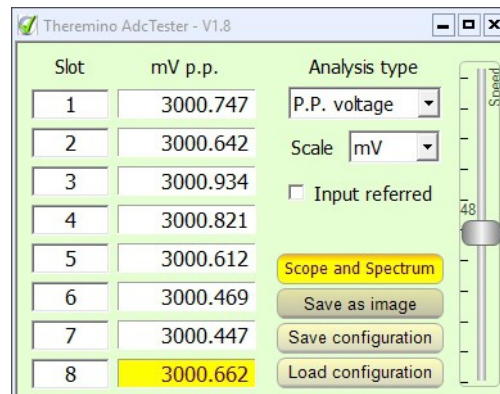 Theremino AdcTester - V1.8
Slot mV p.p. Analysis type
1 3000.747 P.P. voltage
2 3000.642 Scale mV
3 3000.934 Input referred
4 3000.821
5 3000.612 Scope and Spectrum
6 3000.469 Save as image
7 3000.447 Save configuration
8 3000.662 Load configuration
Speed
48